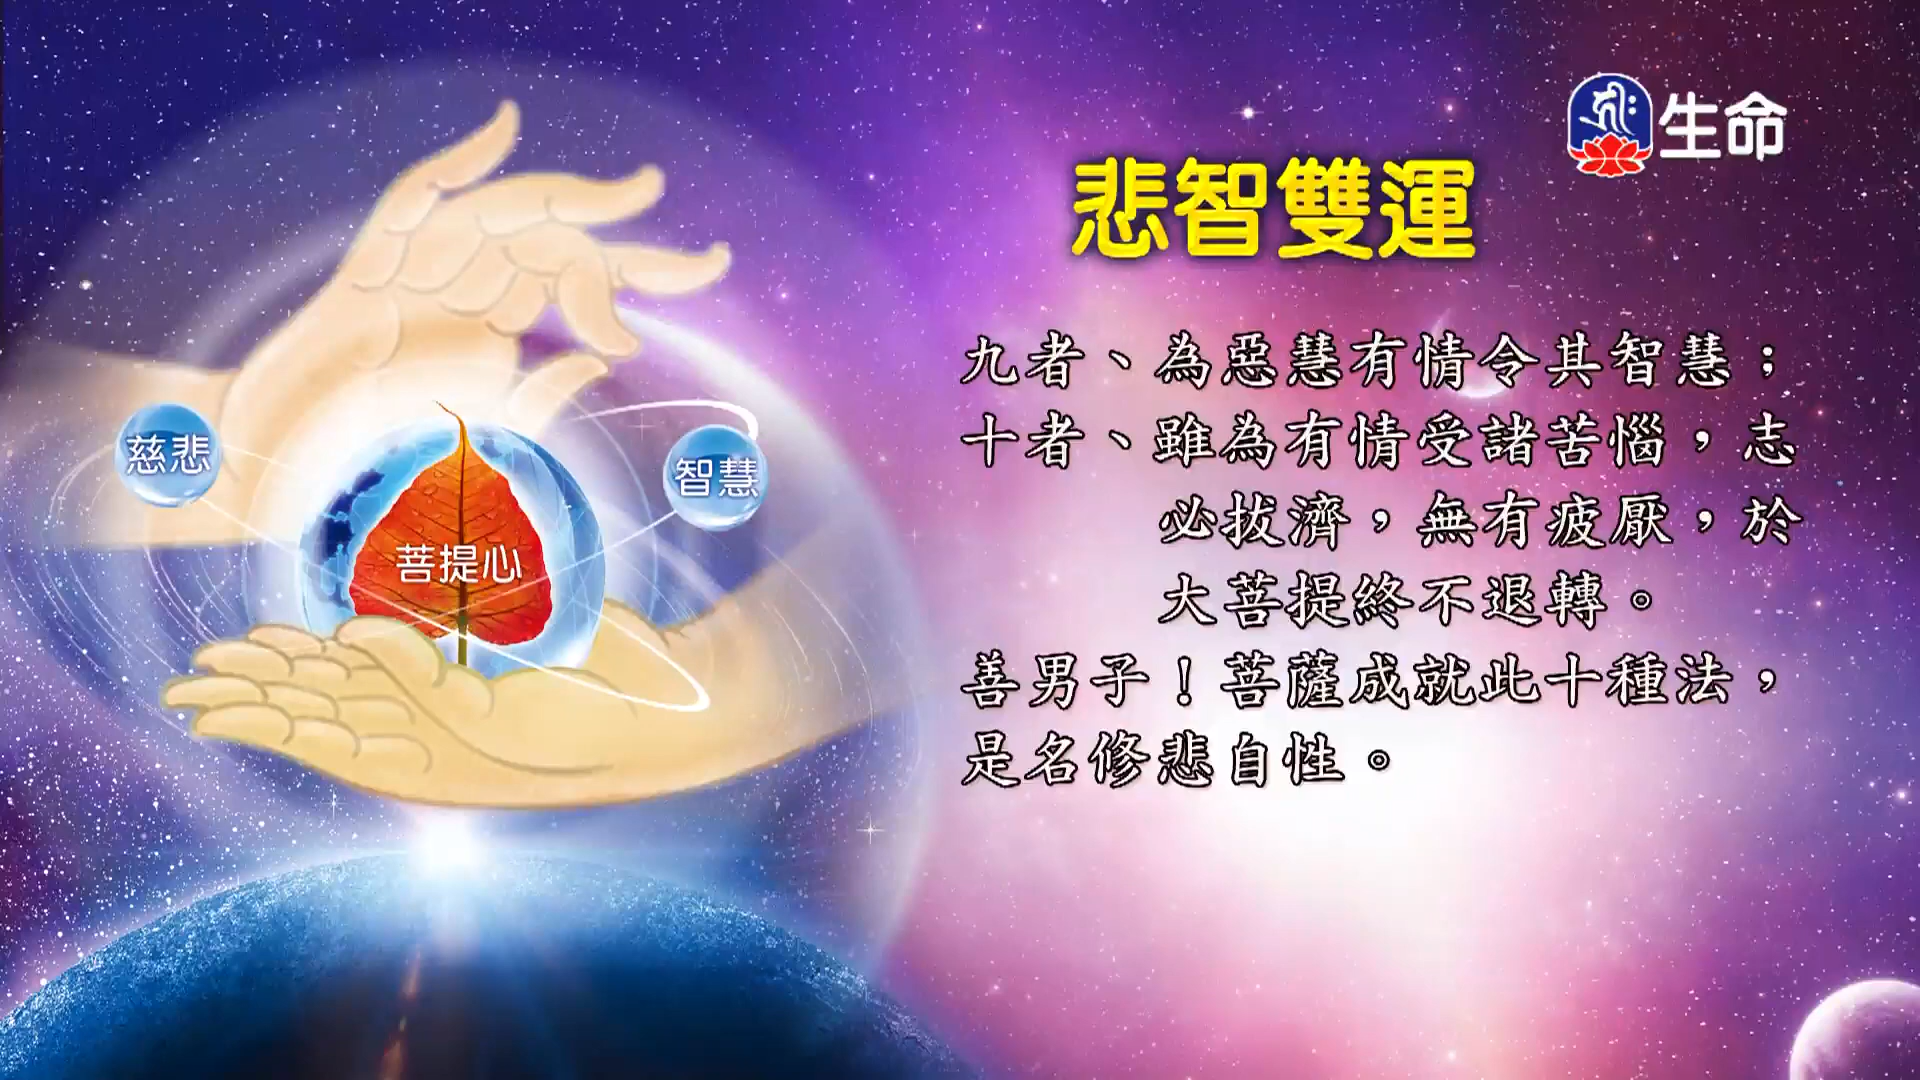 生命
悲智雙運
九者、為惡慧有情令其智慧；
十者、雖為有情受諸苦惱，志
必拔濟，無有疲厭，於
大菩提終不退轉。
善男子！菩薩成就此十種法，
是名修悲自性。
慈悲
智慧
菩提心